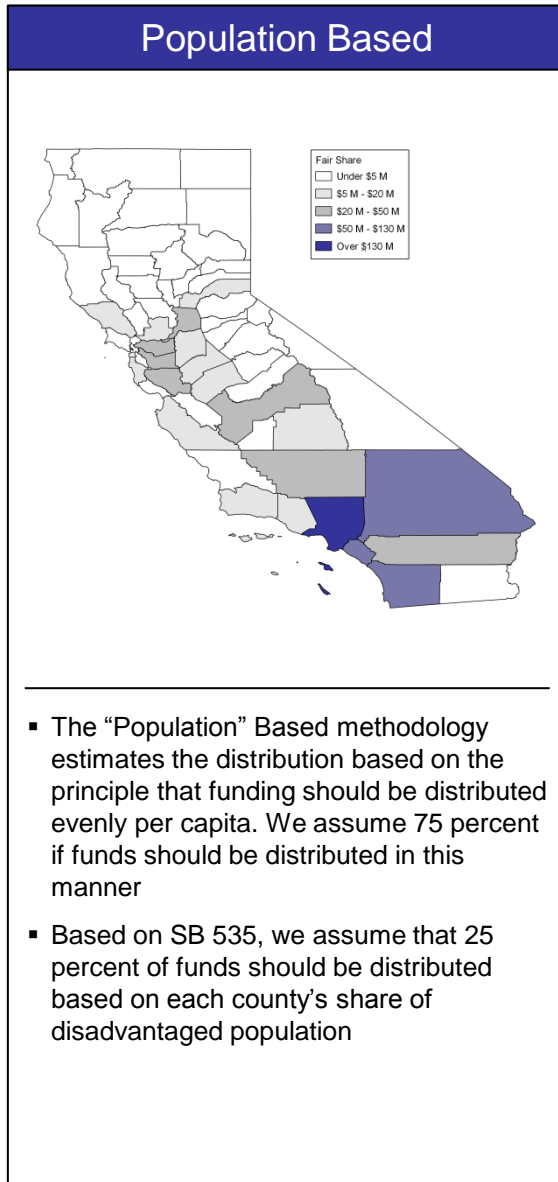 Population Based
Fair Share
Under $5 M
$5 M - $20 M
$20 M - $50 M
$50 M - $130 M
Over $130 M
▪ The “Population” Based methodology
estimates the distribution based on the
principle that funding should be distributed
evenly per capita. We assume 75 percent
if funds should be distributed in this
manner
▪ Based on SB 535, we assume that 25
percent of funds should be distributed
based on each county’s share of
disadvantaged population